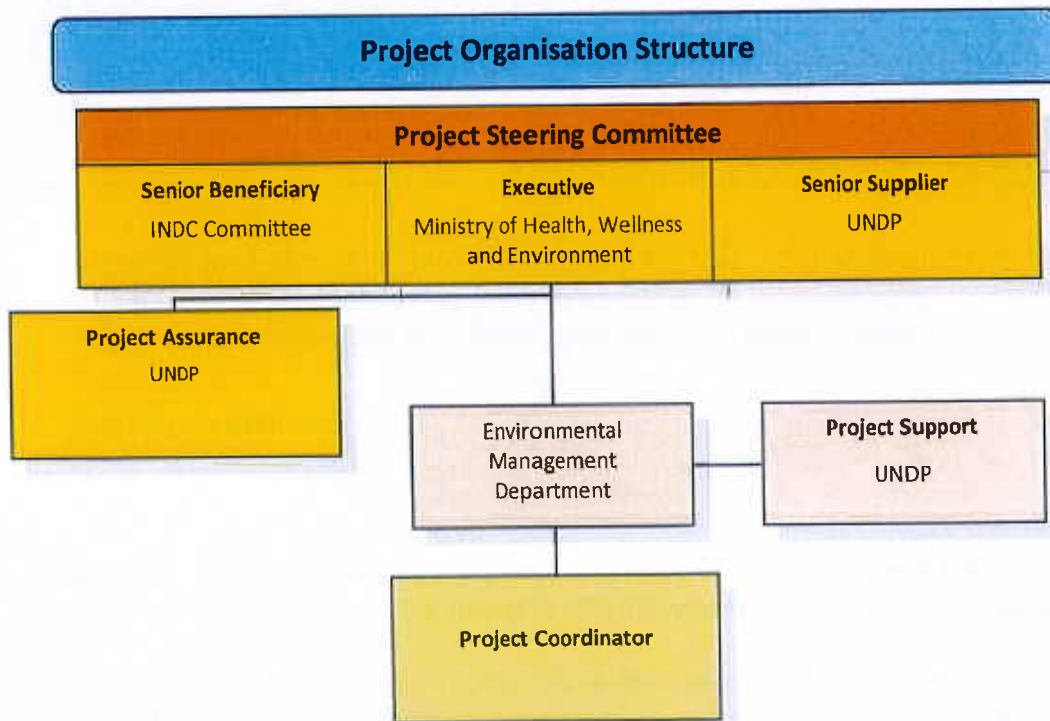 Project Organisation Structure
Project Steering Committee
Senior Beneficiary
INDC Committee
Executive
Ministry of Health, Wellness
and Environment
Senior Supplier
UNDP
Project Assurance
UNDP
Environmental
Management
Department
Project Support
UNDP
Project Coordinator